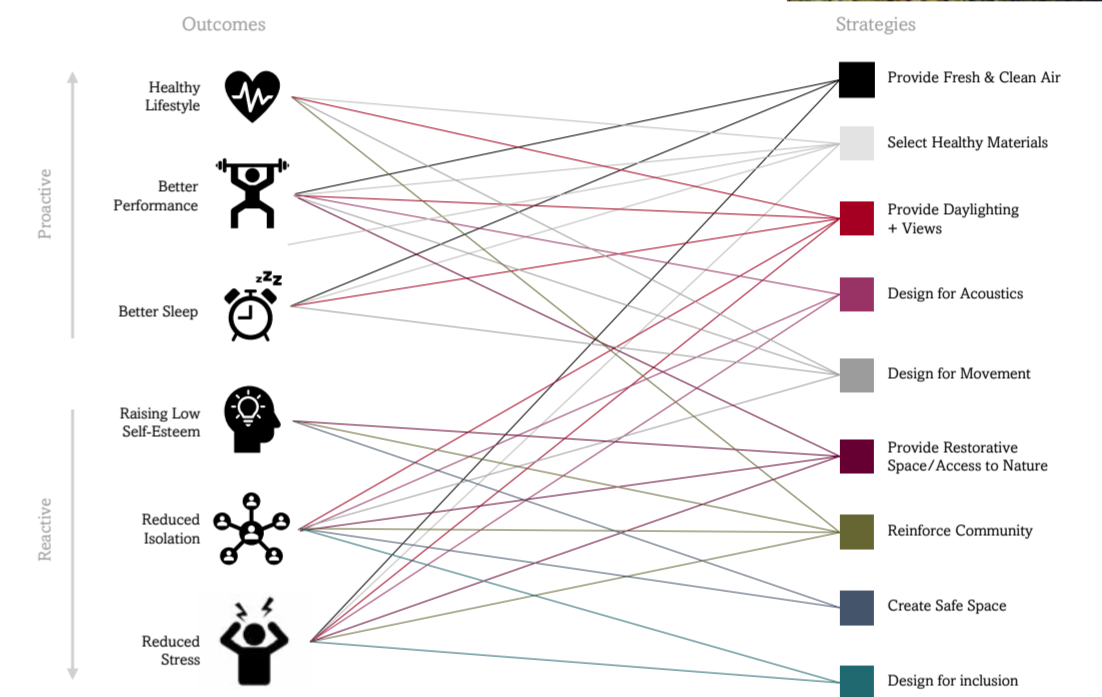 Outcomes
Strategies
Proactive
Healthy
Lifestyle
Better
Performance
zzZ
Better Sleep
Reactive
Raising Low
Self-Esteem
Reduced
Isolation
Reduced
Stress
Provide Fresh & Clean Air
Select Healthy Materials
Provide Daylighting
+ Views
Design for Acoustics
Design for Movement
Provide Restorative
Space/Access to Nature
Reinforce Community
Create Safe Space
Design for inclusion